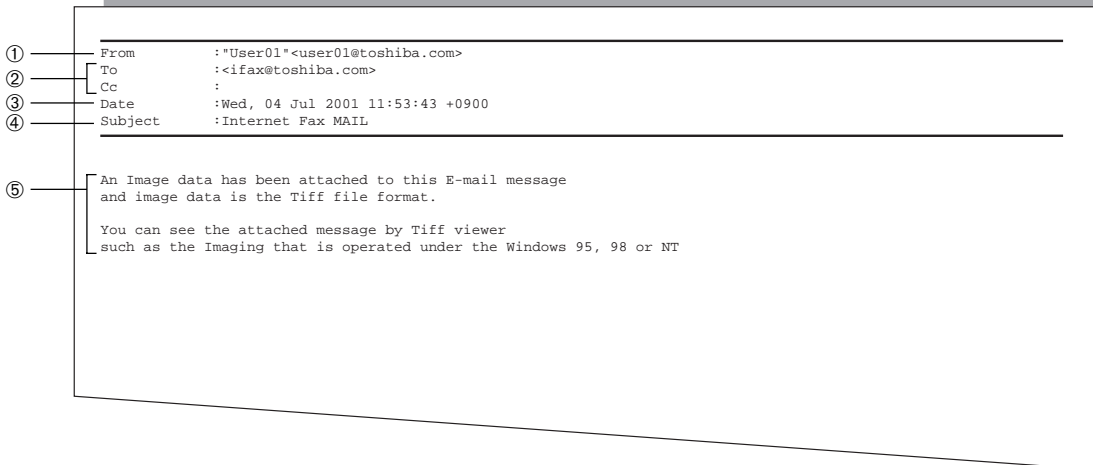 ① From :"User01"<user01@toshiba.com>
② To :<ifax@toshiba.com>
Cc :
③ Date :Wed, 04 Jul 2001 11:53:43 +0900
④ Subject :Internet Fax MAIL
⑤ An Image data has been attached to this E-mail message
and image data is the Tiff file format.
You can see the attached message by Tiff viewer
such as the Imaging that is operated under the Windows 95, 98 or NT